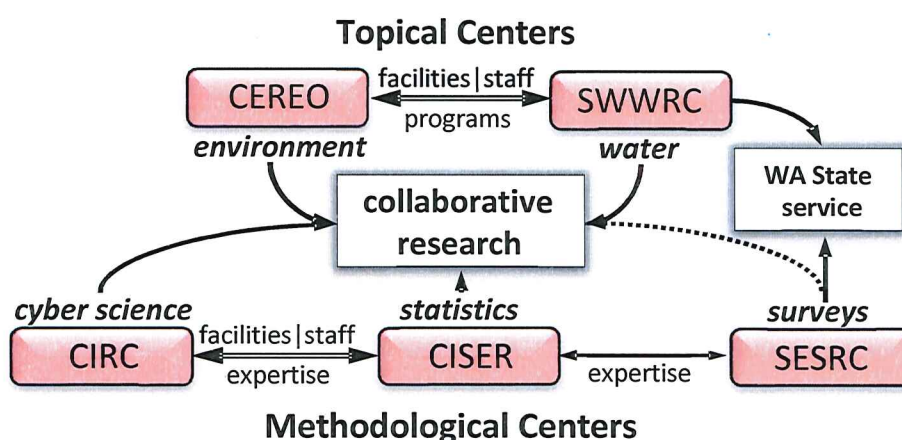 Topical Centers
CEREO
facilities|staff
programs
SWWRC
environment
water
WA State
service
collaborative
research
cyber science
statistics
surveys
CIRC
facilities|staff
expertise
CISER
expertise
SESRC
Methodological Centers